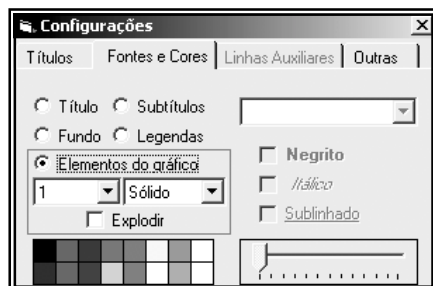 Configurações
Títulos Fontes e Cores Linhas Auxiliares Outras
Título Subtítulos
Fundo Legendas
Elementos do gráfico
1 Sólido
Explodir
Negrito
Itálico
Sublinhado